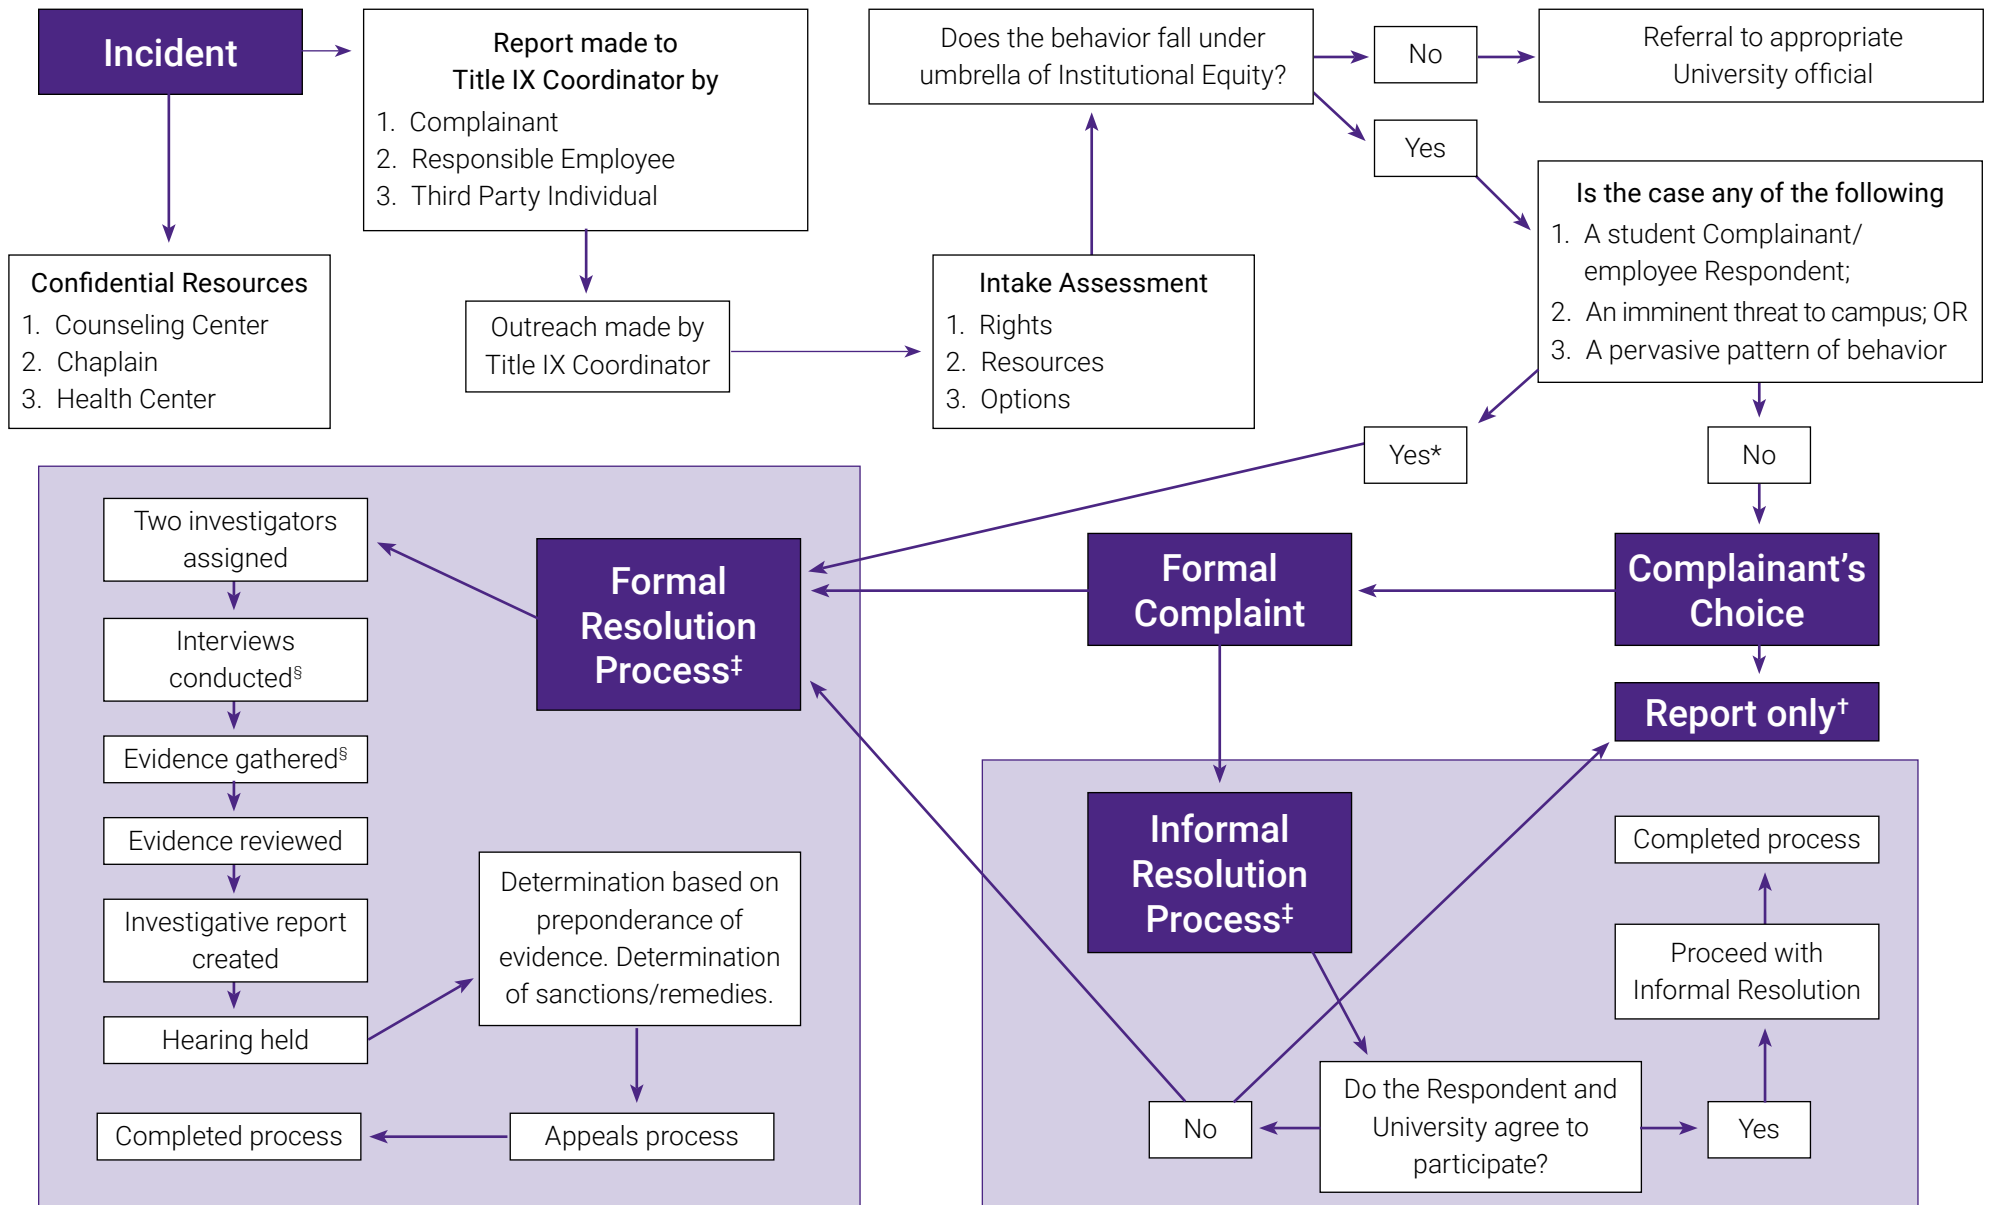 Incident
Report made to
Title IX Coordinator by
1. Complainant
2. Responsible Employee
3. Third Party Individual
Does the behavior fall under
umbrella of Institutional Equity?
No
Referral to appropriate
University official
Yes
Is the case any of the following
1. A student Complainant/
employee Respondent;
2. An imminent threat to campus; OR
3. A pervasive pattern of behavior
Confidential Resources
1. Counseling Center
2. Chaplain
3. Health Center
Outreach made by
Title IX Coordinator
Intake Assessment
1. Rights
2. Resources
3. Options
Yes*
No
Two investigators
assigned
Interviews
conducted§
Evidence gathered§
Evidence reviewed
Investigative report
created
Hearing held
Formal
Resolution
Process‡
Determination based on
preponderance of
evidence. Determination
of sanctions/remedies.
Appeals process
Completed process
Formal
Complaint
Complainant’s
Choice
Report only†
Informal
Resolution
Process‡
Completed process
Proceed with
Informal Resolution
No
Do the Respondent and
University agree to
participate?
Yes